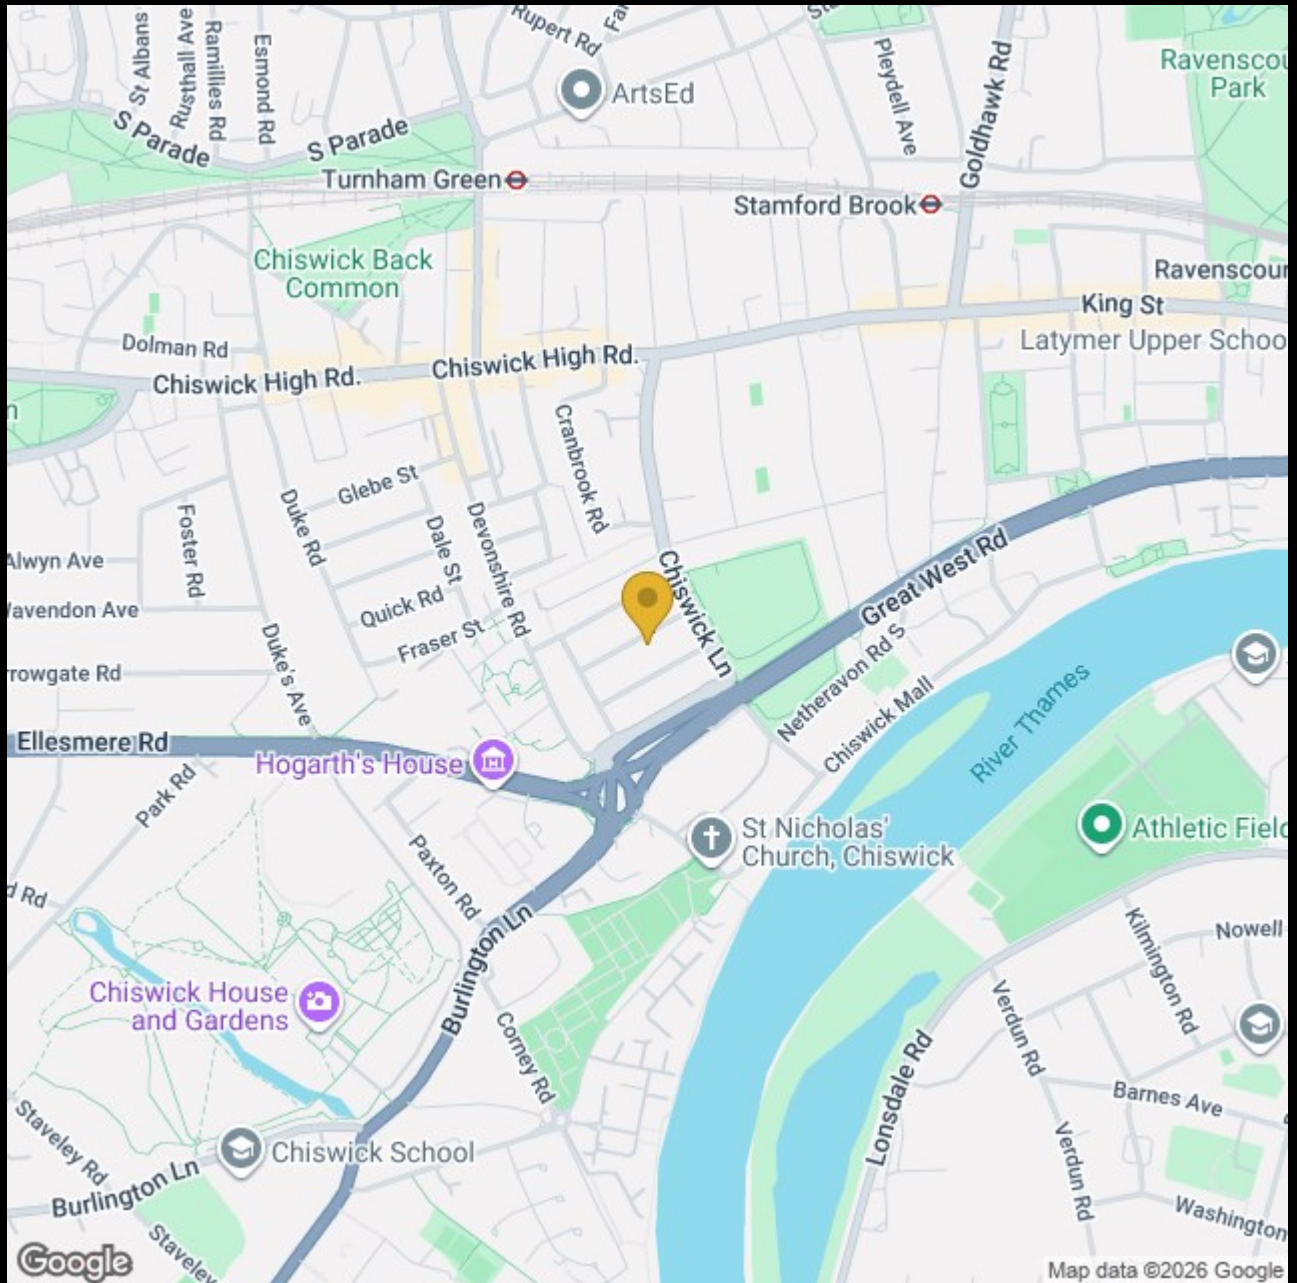 Rupert Rd
St Albans
Rusthall Ave
Ramillies Rd
Esmond Rd
Pleydell Ave
Goldhawk Rd
Ravenscou
Park
ArtsEd
S Parade
S Parade
Turnham Green
Stamford Brook
Chiswick Back
Common
Ravenscour
King St
Latymer Upper Schoo
Dolman Rd
Chiswick High Rd.
Chiswick High Rd.
n
Cranbrook Rd
Glebe St
Duke Rd
Foster Rd
Dale St
Devonshire Rd
Alwyn Ave
Chiswick Ln
Great West Rd
Quick Rd
Fraser St
Netheravon Rd S
Duke's Ave
rrowgate Rd
Chiswick Mall
River Thames
Ellesmere Rd
Hogarth's House
Park Rd
St Nicholas'
Church, Chiswick
Athletic Field
Paxton Rd
d Rd
Burlington Ln
Kilmington Rd
Nowell
Chiswick House
and Gardens
Corney Rd
Verdun Rd
Lonsdale Rd
Barnes Ave
Staveley Rd
Chiswick School
Verdun Rd
Burlington Ln
Washington
Staveley
Google
Map data ©2026 Google